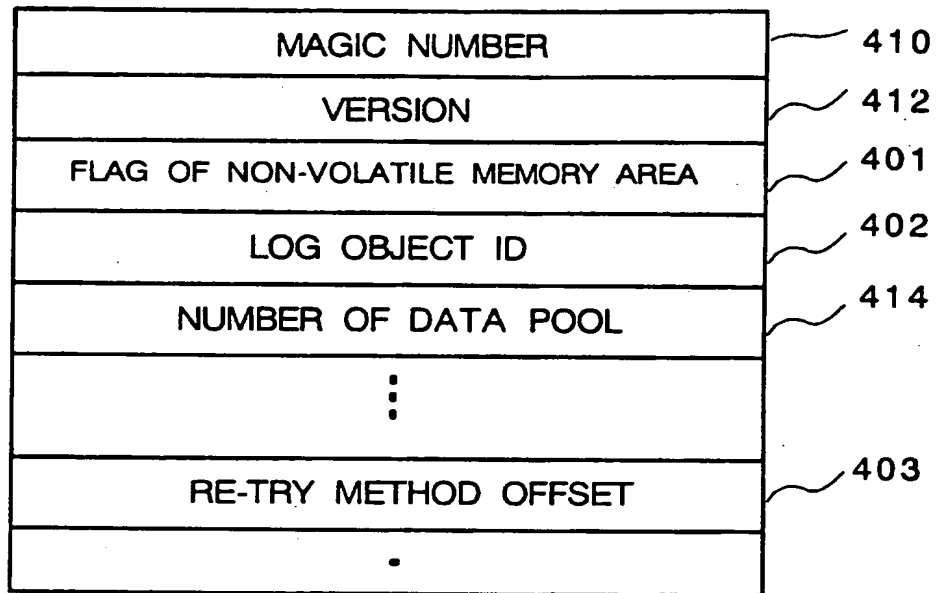 MAGIC NUMBER 410
VERSION 412
FLAG OF NON-VOLATILE MEMORY AREA 401
LOG OBJECT ID 402
NUMBER OF DATA POOL 414
RE-TRY METHOD OFFSET 403